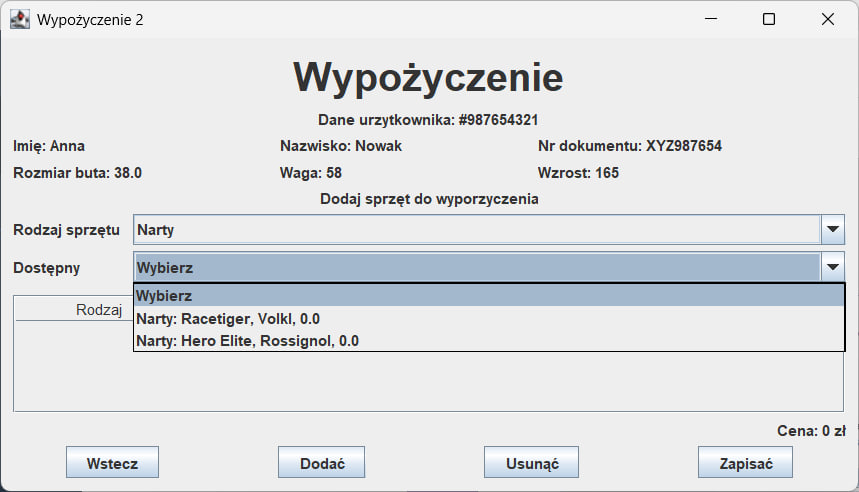 Wypożyczenie 2
Wypożyczenie
Dane urzytkownika: #987654321
Imię: Anna Nazwisko: Nowak Nr dokumentu: XYZ987654
Rozmiar buta: 38.0 Waga: 58 Wzrost: 165
Dodaj sprzęt do wyporzyczenia
Rodzaj sprzętu Narty
Dostępny Wybierz
Wybierz
Rodzaj Narty: Racetiger, Volkl, 0.0
Narty: Hero Elite, Rossignol, 0.0
Cena: 0 zł
Wstecz Dodać Usunąć Zapisać